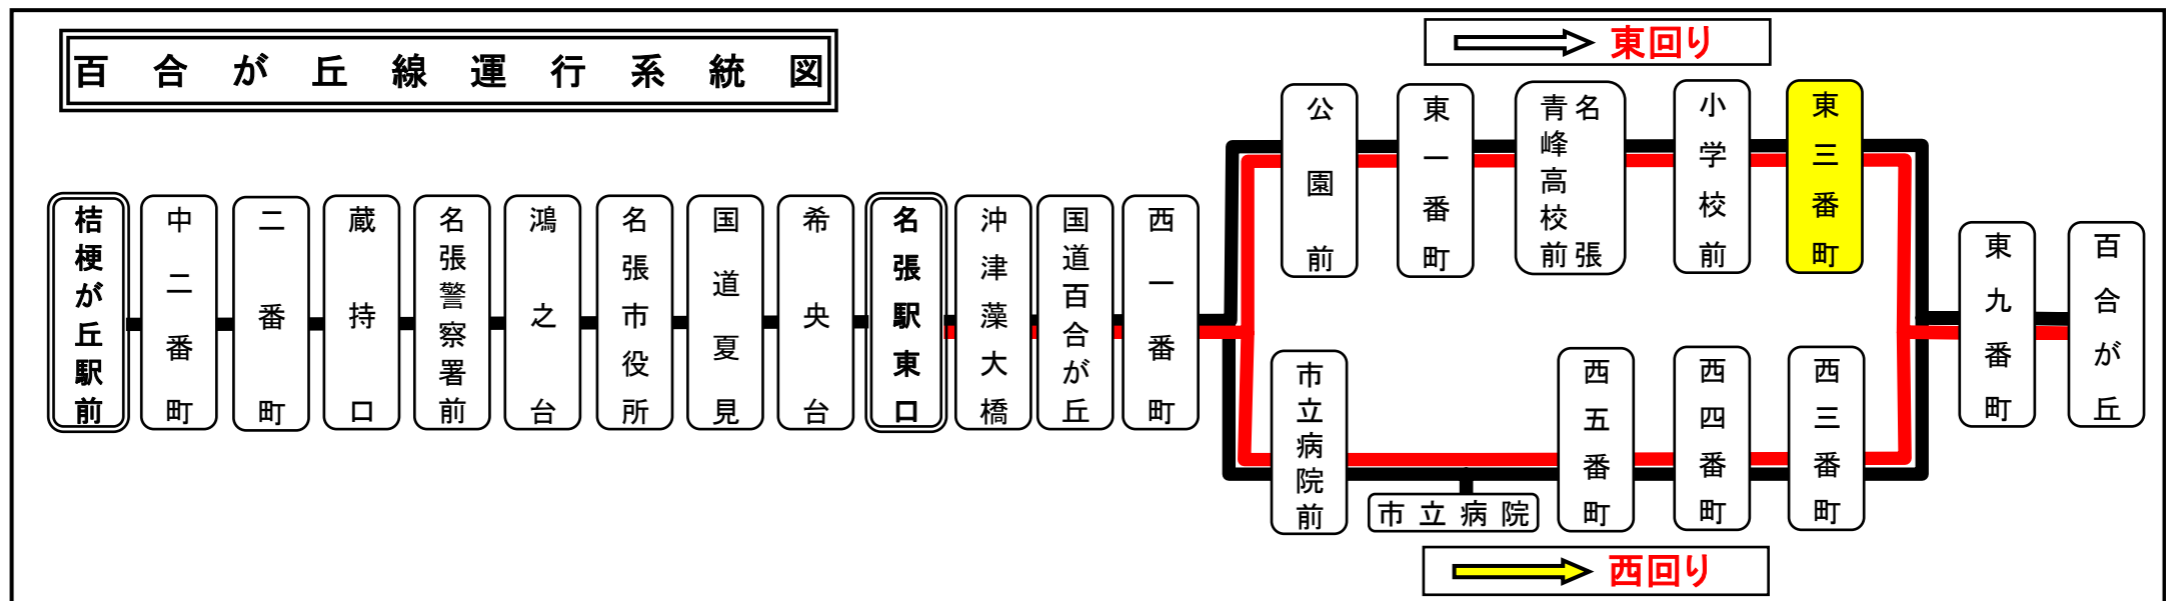 百合が丘線運行系統図
東回り
桔梗が丘駅前
中二番町
二番町
蔵持口
名張警察署前
鴻之台
名張市役所
国道夏見
希央台
名張駅東口
沖津藻大橋
国道百合が丘
西一番町
公園前
東一番町
名張
青峰高校前
小学校前
東三番町
市立病院前
市立病院
西五番町
西四番町
西三番町
東九番町
百合が丘
西回り